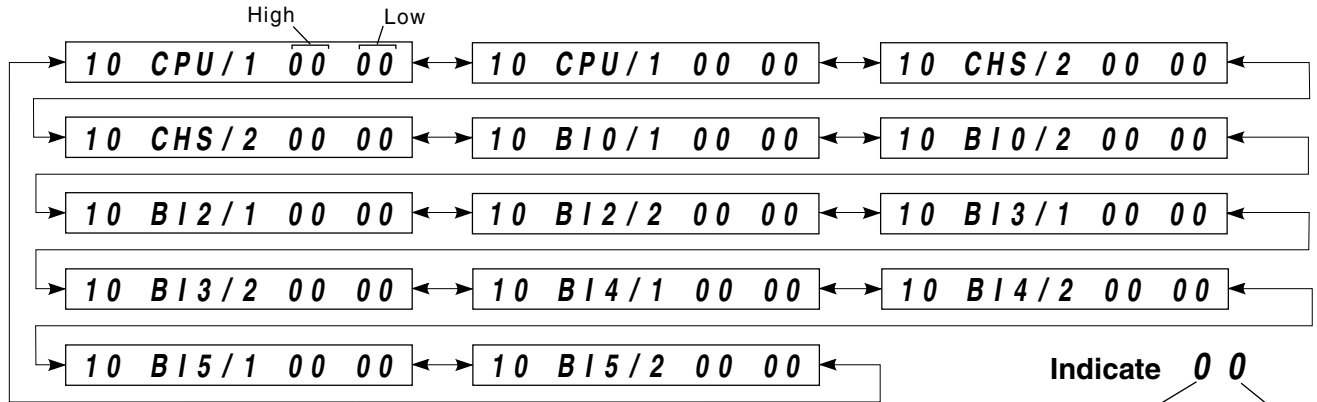 High Low
10 CPU/1 00 00 10 CPU/1 00 00 10 CHS/2 00 00
10 CHS/2 00 00 10 BI0/1 00 00 10 BI0/2 00 00
10 BI2/1 00 00 10 BI2/2 00 00 10 BI3/1 00 00
10 BI3/2 00 00 10 BI4/1 00 00 10 BI4/2 00 00
10 BI5/1 00 00 10 BI5/2 00 00 Indicate 00